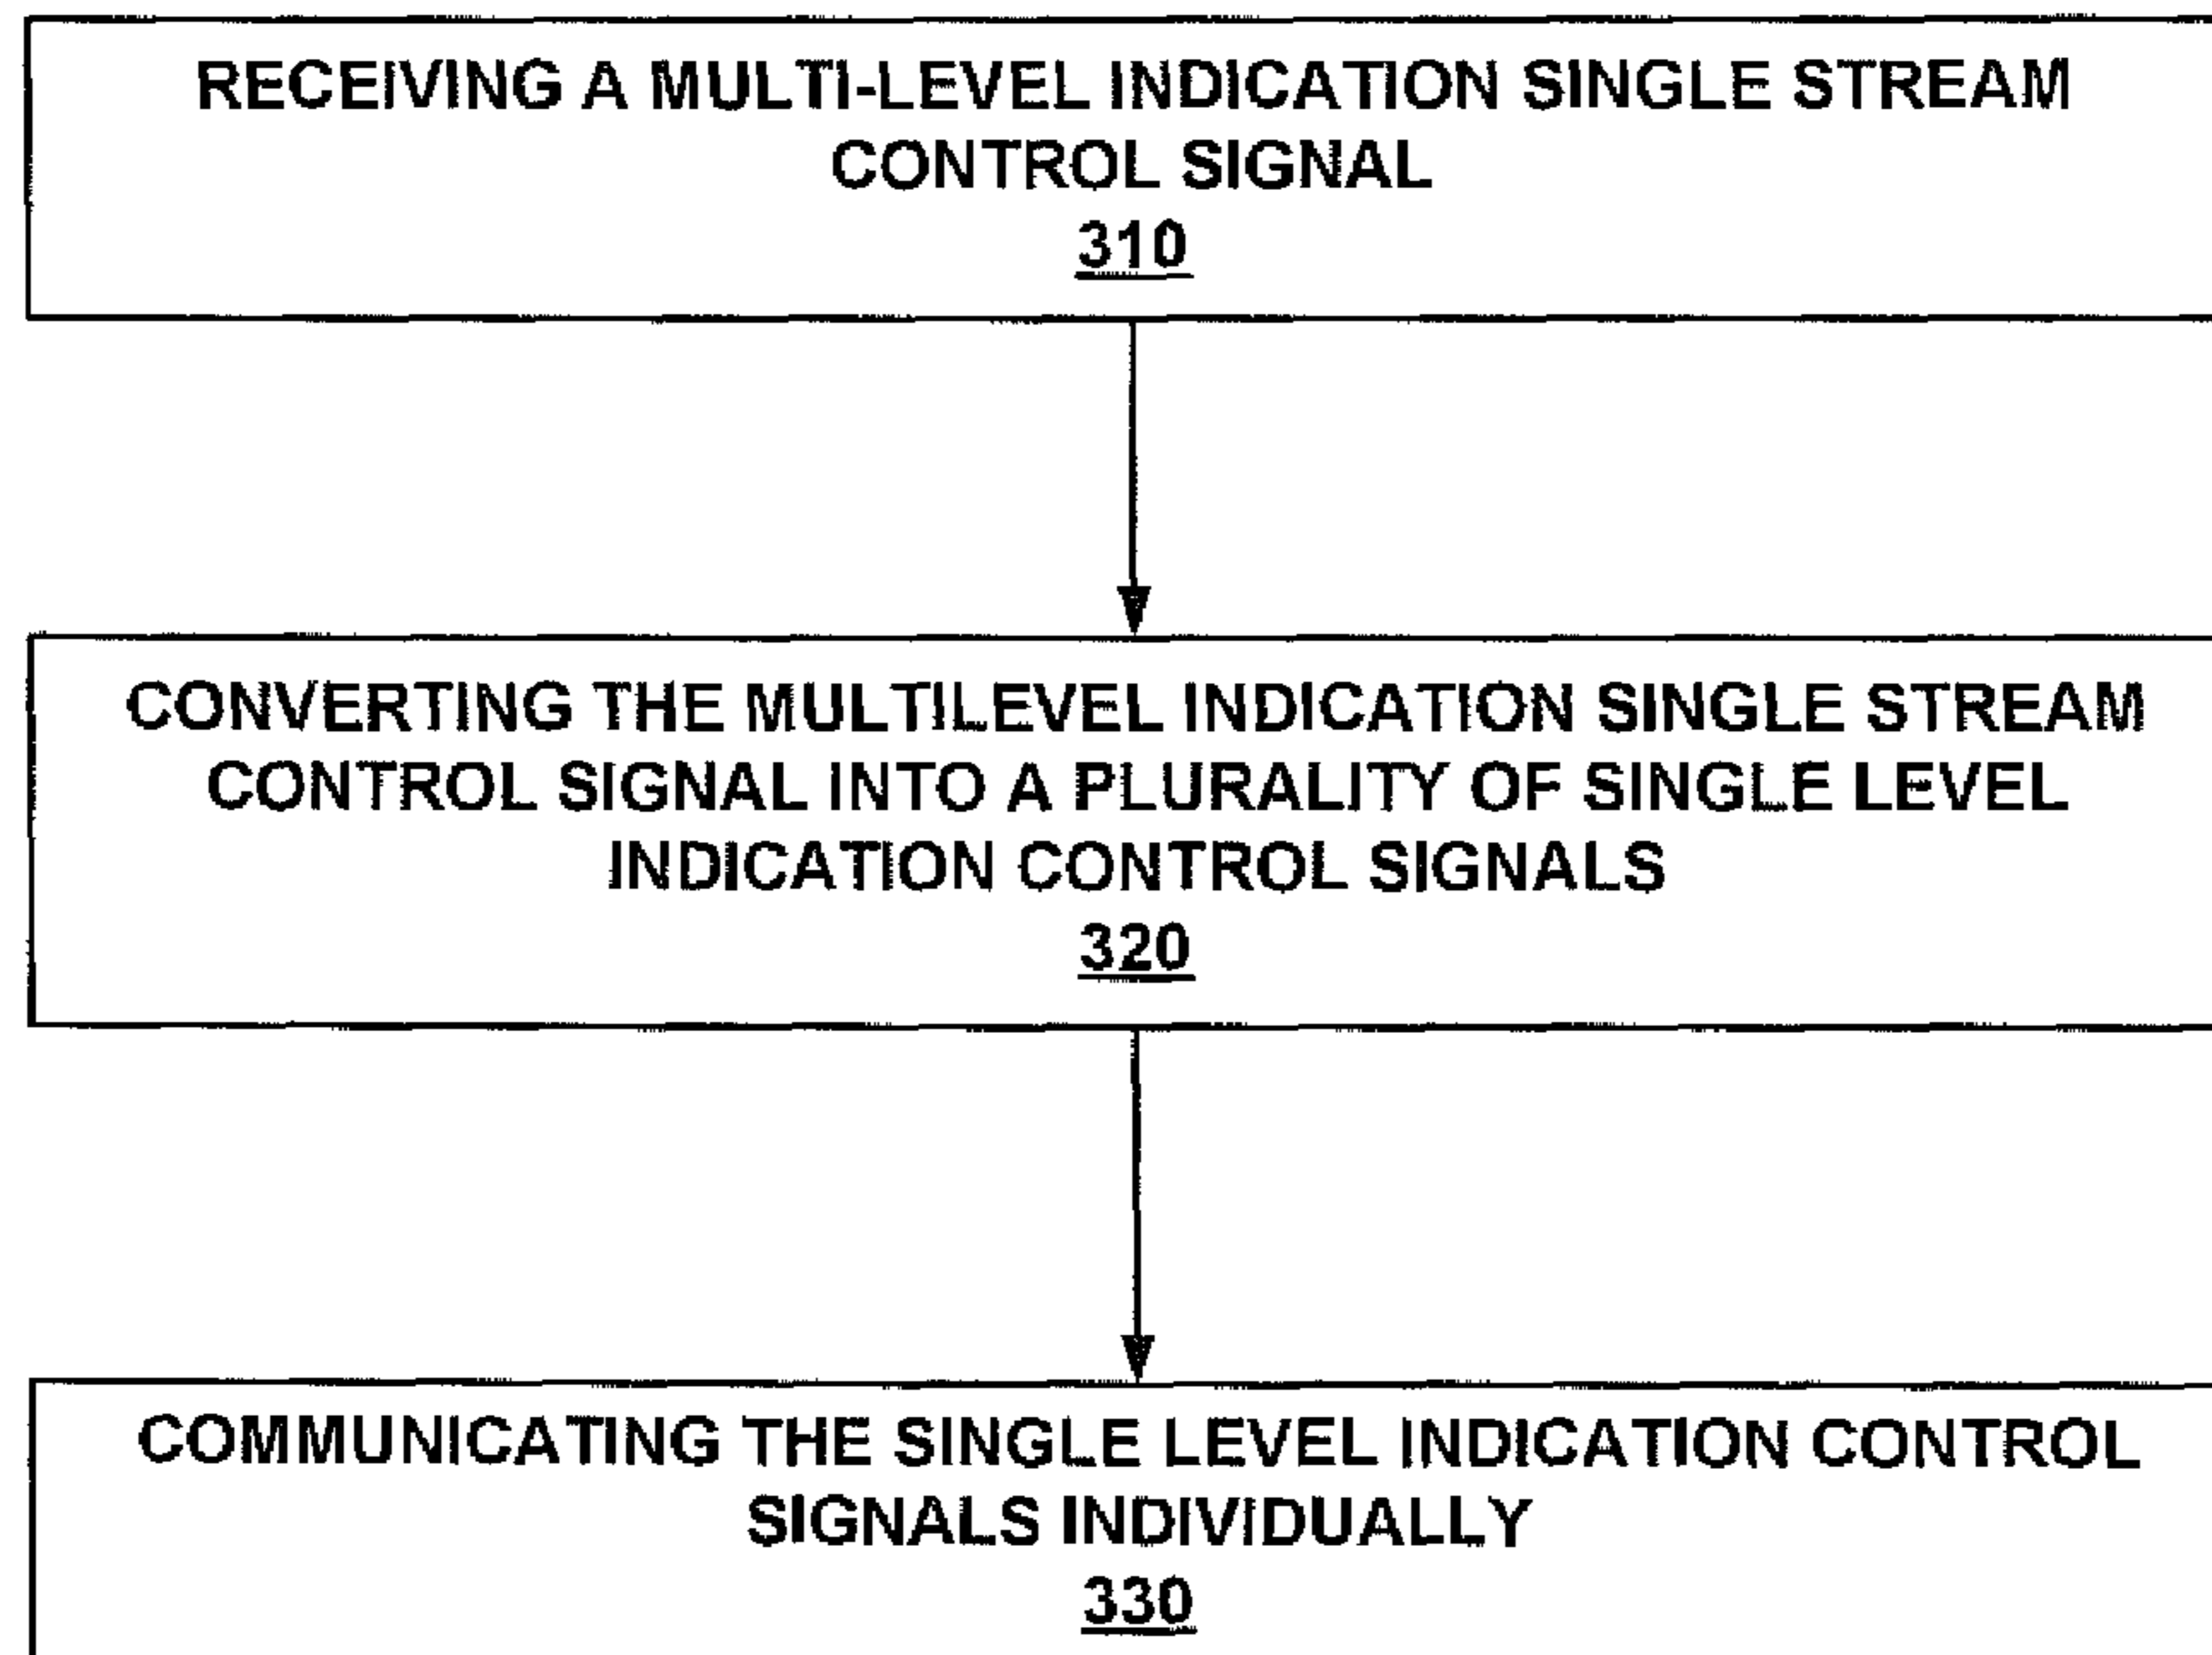 RECEIVING A MULTI-LEVEL INDICATION SINGLE STREAM
CONTROL SIGNAL
310
CONVERTING THE MULTILEVEL INDICATION SINGLE STREAM
CONTROL SIGNAL INTO A PLURALITY OF SINGLE LEVEL
INDICATION CONTROL SIGNALS
320
COMMUNICATING THE SINGLE LEVEL INDICATION CONTROL
SIGNALS INDIVIDUALLY
330